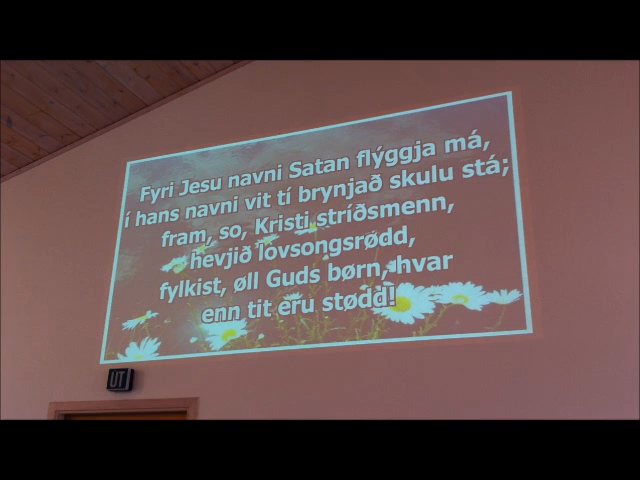 Fyri Jesu navni Satan flýggja má,
í hans navni vit tí brynjað skulu stá;
fram, so, Kristi stríðsmenn,
hevjið lovsongsrødd,
fylkist, øll Guds børn, hvar
enn tit eru stødd!
UT